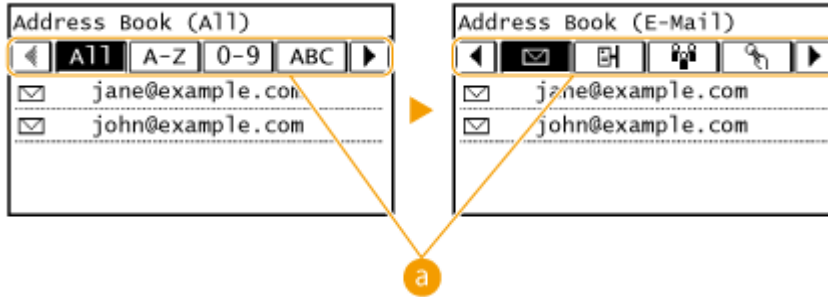 Address Book (All)
All A-Z 0-9 ABC
jane@example.com
john@example.com
Address Book (E-Mail)
jane@example.com
john@example.com
a